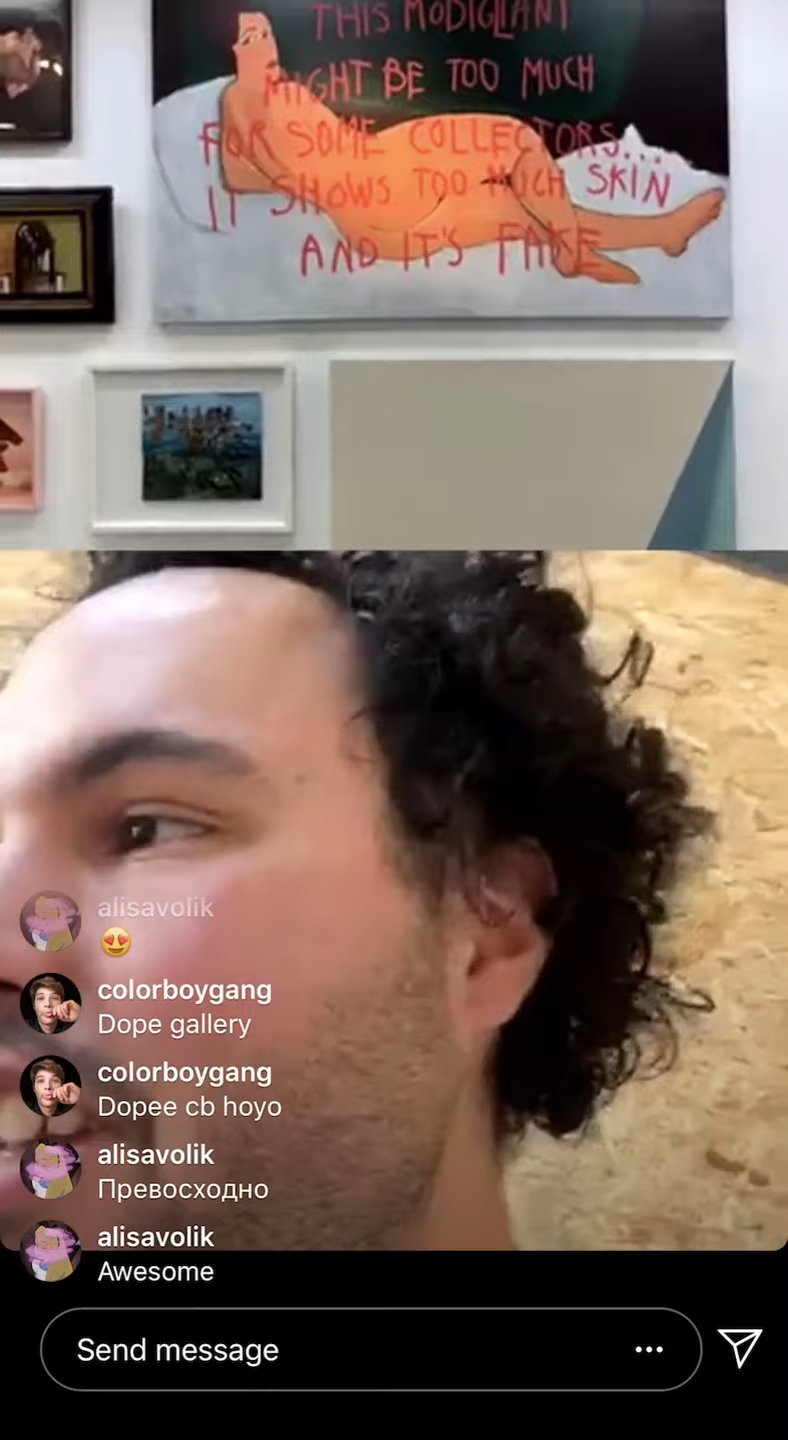 THIS MODIGLIANI
MIGHT BE TOO MUCH
FOR SOME COLLECTORS...
IT SHOWS TOO MUCH SKIN
AND IT'S FAKE
alisavolik
😍
colorboygang
Dope gallery
colorboygang
Dopee cb hoyo
alisavolik
Превосходно
alisavolik
Awesome
Send message